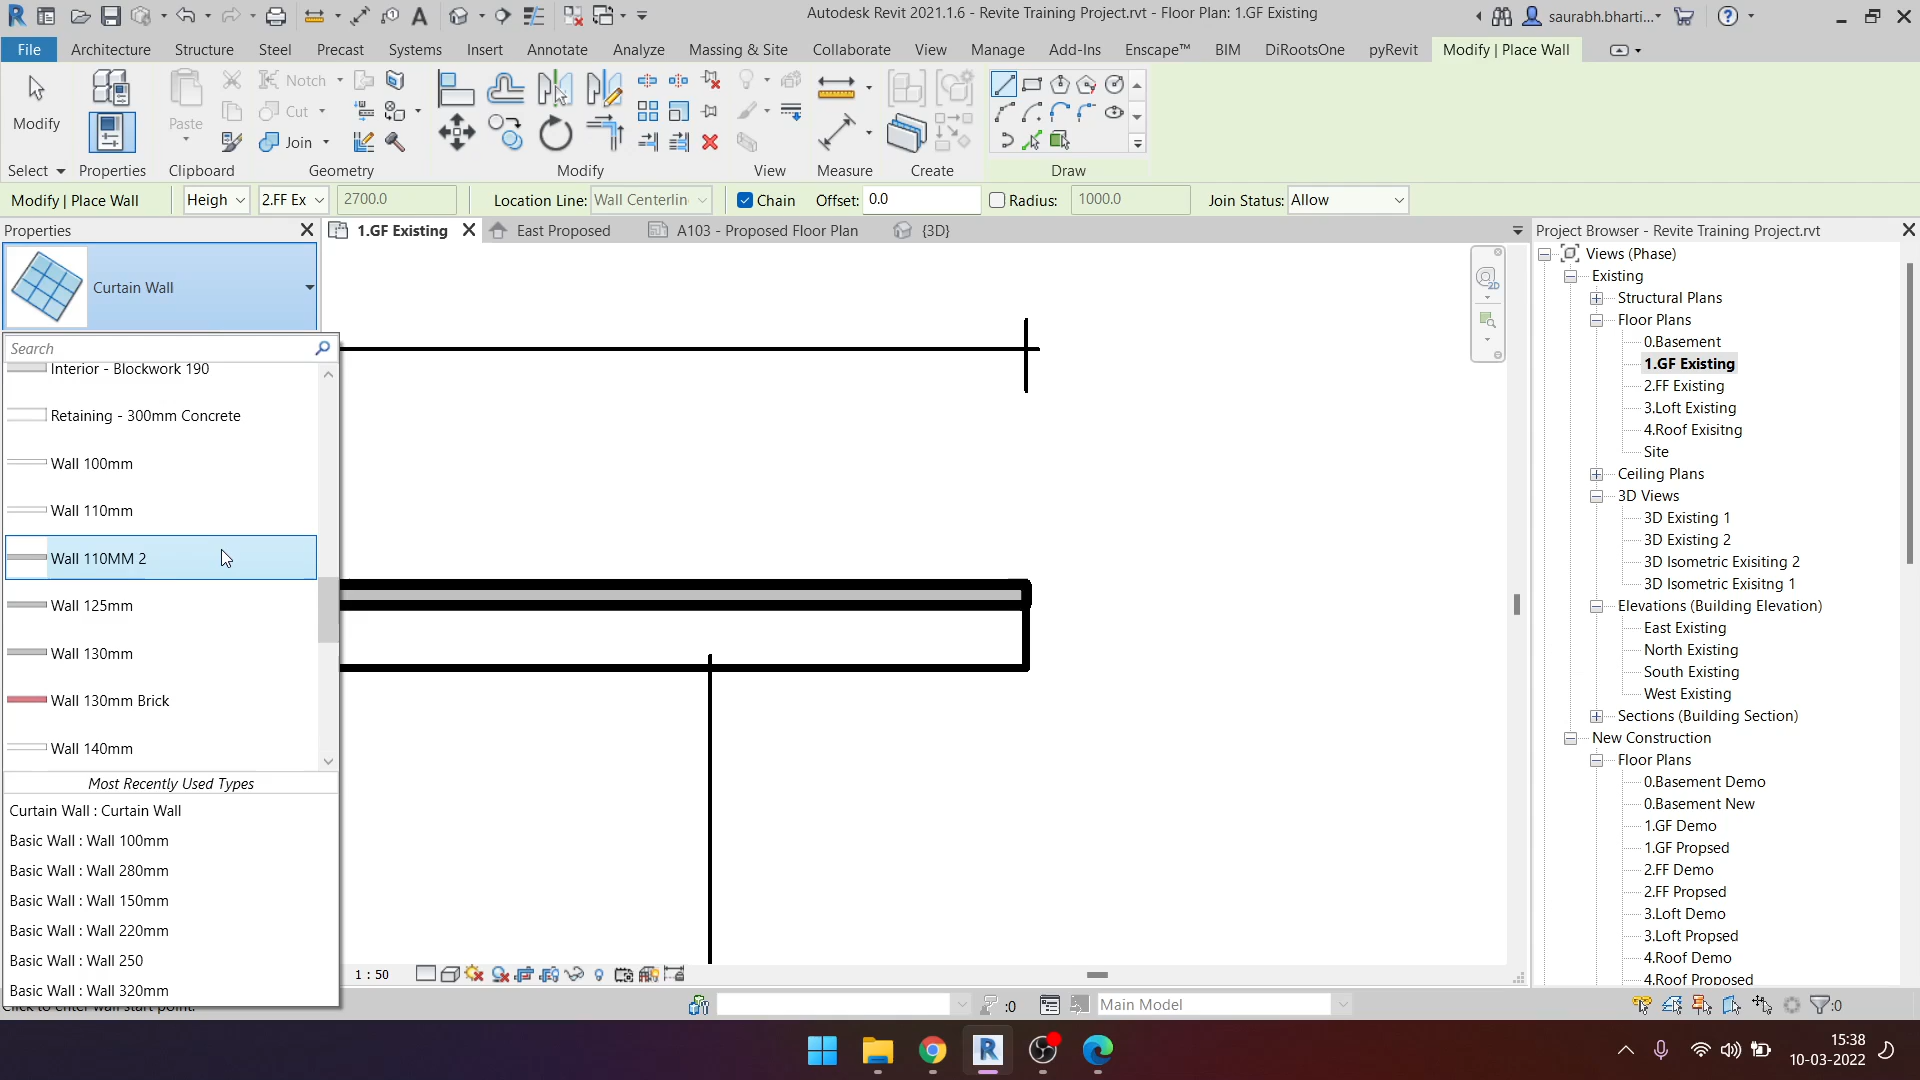 Autodesk Revit 2021.1.6 - Revite Training Project.rvt - Floor Plan: 1.GF Existing
saurabh.bharti...
File Architecture Structure Steel Precast Systems Insert Annotate Analyze Massing & Site Collaborate View Manage Add-Ins Enscape™ BIM DiRootsOne pyRevit Modify | Place Wall
Modify Paste Notch Cut Join
Select Properties Clipboard Geometry Modify View Measure Create Draw
Modify | Place Wall Heigh 2.FF Ex 2700.0 Location Line: Wall Centerlin Chain Offset: 0.0 Radius: 1000.0 Join Status: Allow
Properties
1.GF Existing East Proposed A103 - Proposed Floor Plan {3D}
Project Browser - Revite Training Project.rvt
Curtain Wall
Search
Interior - Blockwork 190
Retaining - 300mm Concrete
Wall 100mm
Wall 110mm
Wall 110MM 2
Wall 125mm
Wall 130mm
Wall 130mm Brick
Wall 140mm
Most Recently Used Types
Curtain Wall : Curtain Wall
Basic Wall : Wall 100mm
Basic Wall : Wall 280mm
Basic Wall : Wall 150mm
Basic Wall : Wall 220mm
Basic Wall : Wall 250
Basic Wall : Wall 320mm
Click to enter wall start point.
2D
Views (Phase)
Existing
Structural Plans
Floor Plans
0.Basement
1.GF Existing
2.FF Existing
3.Loft Existing
4.Roof Exisitng
Site
Ceiling Plans
3D Views
3D Existing 1
3D Existing 2
3D Isometric Exisiting 2
3D Isometric Exisitng 1
Elevations (Building Elevation)
East Existing
North Existing
South Existing
West Existing
Sections (Building Section)
New Construction
Floor Plans
0.Basement Demo
0.Basement New
1.GF Demo
1.GF Propsed
2.FF Demo
2.FF Propsed
3.Loft Demo
3.Loft Propsed
4.Roof Demo
4.Roof Proposed
1 : 50
:0 Main Model :0
15:38
10-03-2022